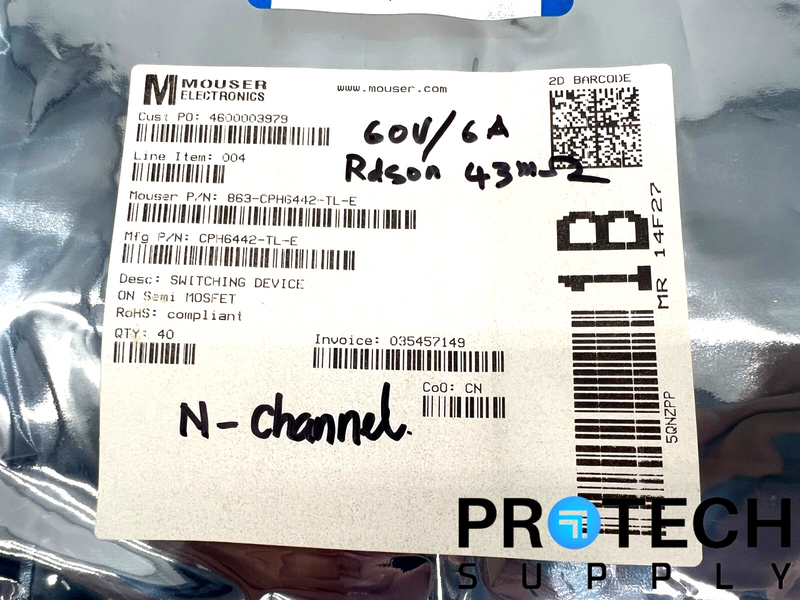 MOUSER
ELECTRONICS
www.mouser.com
2D BARCODE
Cust PO: 4600003979
60V/6A
Line Item: 004
Rdson 43mΩ
Mouser P/N: 863-CPH6442-TL-E
Mfg P/N: CPH6442-TL-E
Desc: SWITCHING DEVICE
ON Semi MOSFET
RoHS: compliant
QTY: 40
Invoice: 035457149
CoO: CN
N-channel.
1B
MR 14F27
5QNZPP
PROTECH
SUPPLY